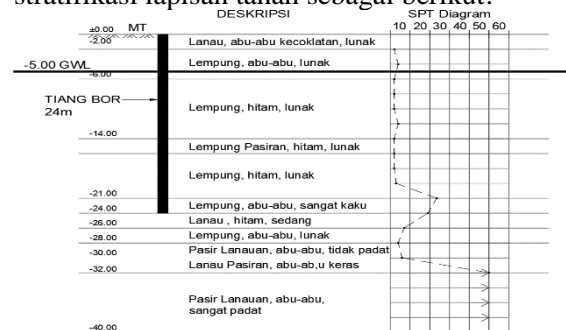 stratifikasi lapisan tanah sebagai berikut:
DESKRIPSI
SPT Diagram
±0.00
MT
10 20 30 40 50 60
-2.00
Lanau, abu-abu kecoklatan, lunak
Lempung, abu-abu, lunak
-5.00 GWL
-6.00
TIANG BOR
24m
Lempung, hitam, lunak
-14.00
Lempung Pasiran, hitam, lunak
Lempung, hitam, lunak
-21.00
Lempung, abu-abu, sangat kaku
-24.00
Lanau , hitam, sedang
-26.00
Lempung, abu-abu, lunak
-28.00
Pasir Lanauan, abu-abu, tidak padat
-30.00
Lanau Pasiran, abu-ab,u keras
-32.00
Pasir Lanauan, abu-abu,
sangat padat
-40.00